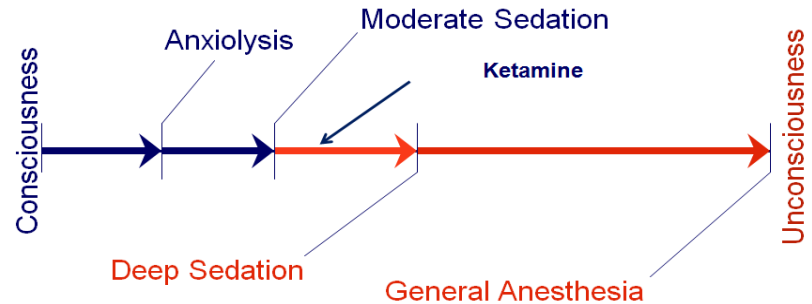 Consciousness
Anxiolysis
Moderate Sedation
Ketamine
Deep Sedation
General Anesthesia
Unconsciousness